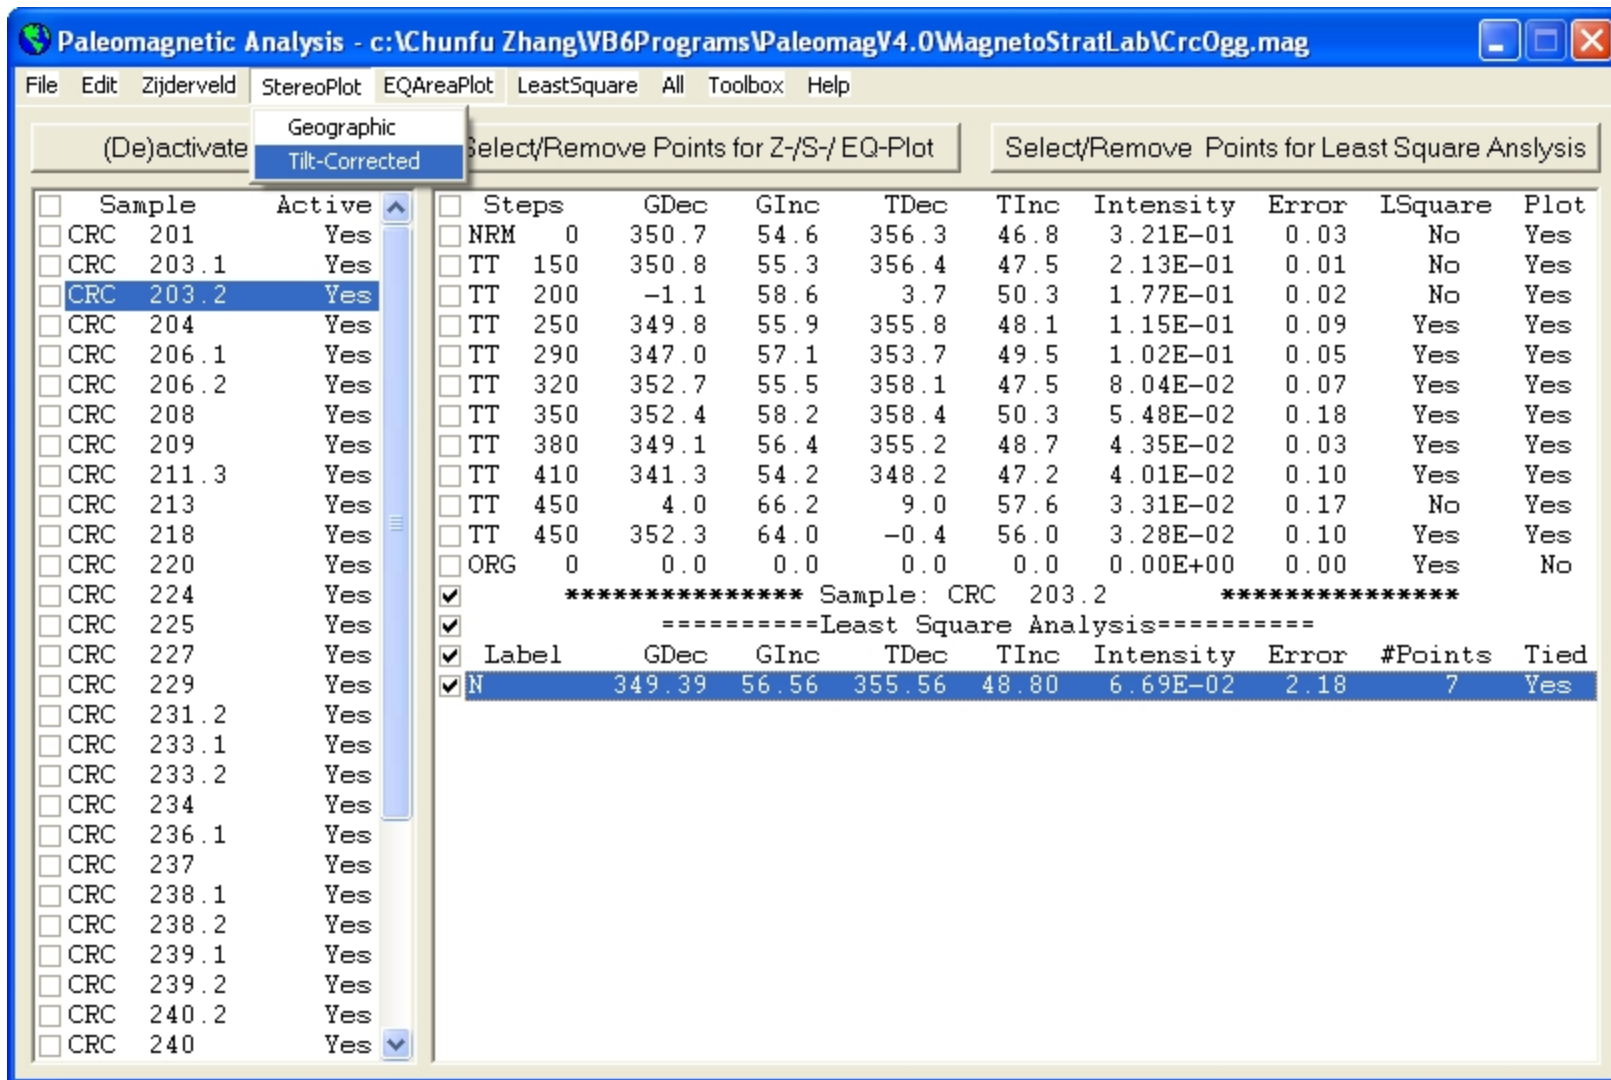 Paleomagnetic Analysis - c:\Chunfu Zhang\VB6Programs\PaleomagV4.0\MagnetoStratLab\CrcOgg.mag
File Edit Zijderveld StereoPlot EQAreaPlot LeastSquare All Toolbox Help
Geographic
Tilt-Corrected
(De)activate
Select/Remove Points for Z-/S-/ EQ-Plot
Select/Remove Points for Least Square Anslysis
Sample Active
CRC 201 Yes
CRC 203.1 Yes
CRC 203.2 Yes
CRC 204 Yes
CRC 206.1 Yes
CRC 206.2 Yes
CRC 208 Yes
CRC 209 Yes
CRC 211.3 Yes
CRC 213 Yes
CRC 218 Yes
CRC 220 Yes
CRC 224 Yes
CRC 225 Yes
CRC 227 Yes
CRC 229 Yes
CRC 231.2 Yes
CRC 233.1 Yes
CRC 233.2 Yes
CRC 234 Yes
CRC 236.1 Yes
CRC 237 Yes
CRC 238.1 Yes
CRC 238.2 Yes
CRC 239.1 Yes
CRC 239.2 Yes
CRC 240.2 Yes
CRC 240 Yes
Steps GDec GInc TDec TInc Intensity Error LSquare Plot
NRM 0 350.7 54.6 356.3 46.8 3.21E-01 0.03 No Yes
TT 150 350.8 55.3 356.4 47.5 2.13E-01 0.01 No Yes
TT 200 -1.1 58.6 3.7 50.3 1.77E-01 0.02 No Yes
TT 250 349.8 55.9 355.8 48.1 1.15E-01 0.09 Yes Yes
TT 290 347.0 57.1 353.7 49.5 1.02E-01 0.05 Yes Yes
TT 320 352.7 55.5 358.1 47.5 8.04E-02 0.07 Yes Yes
TT 350 352.4 58.2 358.4 50.3 5.48E-02 0.18 Yes Yes
TT 380 349.1 56.4 355.2 48.7 4.35E-02 0.03 Yes Yes
TT 410 341.3 54.2 348.2 47.2 4.01E-02 0.10 Yes Yes
TT 450 4.0 66.2 9.0 57.6 3.31E-02 0.17 No Yes
TT 450 352.3 64.0 -0.4 56.0 3.28E-02 0.10 Yes Yes
ORG 0 0.0 0.0 0.0 0.0 0.00E+00 0.00 Yes No
*************** Sample: CRC 203.2 ***************
==========Least Square Analysis==========
Label GDec GInc TDec TInc Intensity Error #Points Tied
N 349.39 56.56 355.56 48.80 6.69E-02 2.18 7 Yes